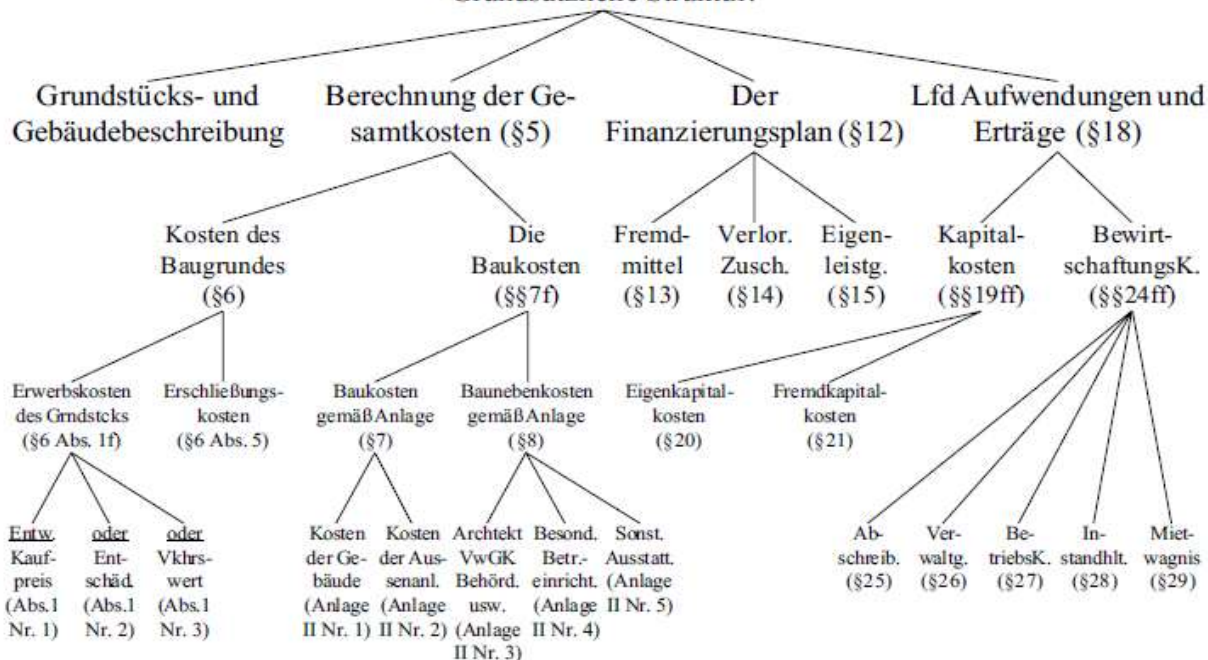 Grundsätzliche Struktur:
Grundstücks- und
Gebäudebeschreibung
Berechnung der Ge-
samtkosten (§5)
Der
Finanzierungsplan (§12)
Lfd Aufwendungen und
Erträge (§18)
Kosten des
Baugrundes
(§6)
Die
Baukosten
(§§7f)
Fremd-
mittel
(§13)
Verlor.
Zusch.
(§14)
Eigen-
leistg.
(§15)
Kapital-
kosten
(§§19ff)
Bewirt-
schaftungsK.
(§§24ff)
Erwerbskosten
des Grndstcks
(§6 Abs. 1f)
Erschließungs-
kosten
(§6 Abs. 5)
Baukosten
gemäß Anlage
(§7)
Baunebenkosten
gemäß Anlage
(§8)
Eigenkapital-
kosten
(§20)
Fremdkapital-
kosten
(§21)
Entw.
Kauf-
preis
(Abs.1
Nr. 1)
oder
Ent-
schäd.
(Abs.1
Nr. 2)
oder
Vkhrs-
wert
(Abs.1
Nr. 3)
Kosten
der Ge-
bäude
(Anlage
II Nr. 1)
Kosten
der Aus-
senanl.
(Anlage
II Nr. 2)
Archtekt
VwGK
Behörd.
usw.
(Anlage
II Nr. 3)
Besond.
Betr.-
einricht.
(Anlage
II Nr. 4)
Sonst.
Ausstatt.
(Anlage
II Nr. 5)
Ab-
schreib.
(§25)
Ver-
waltg.
(§26)
Be-
triebsK.
(§27)
In-
standhlt.
(§28)
Miet-
wagnis
(§29)